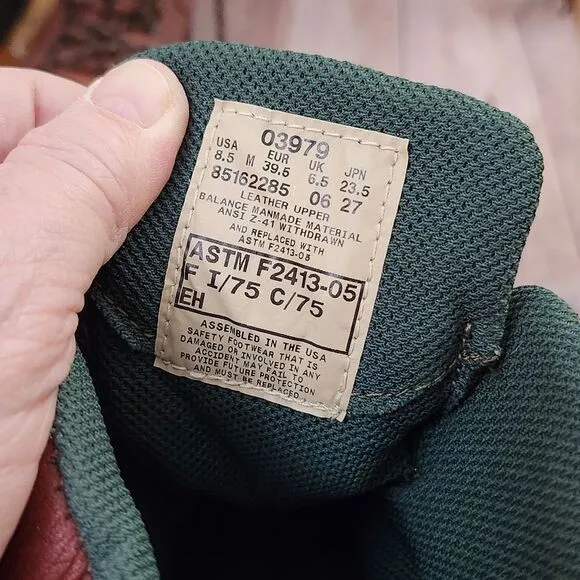 03979
USA M EUR UK JPN
8.5 39.5 6.5 23.5
85162285 06 27
LEATHER UPPER
BALANCE MANMADE MATERIAL
ANSI Z-41 WITHDRAWN
AND REPLACED WITH
ASTM F2413-05
ASTM F2413-05
F I/75 C/75
EH
ASSEMBLED IN THE USA
SAFETY FOOTWEAR THAT IS
DAMAGED OR INVOLVED IN ANY
ACCIDENT MAY FAIL TO
PROVIDE FUTURE PROTECTION
AND MUST BE REPLACED